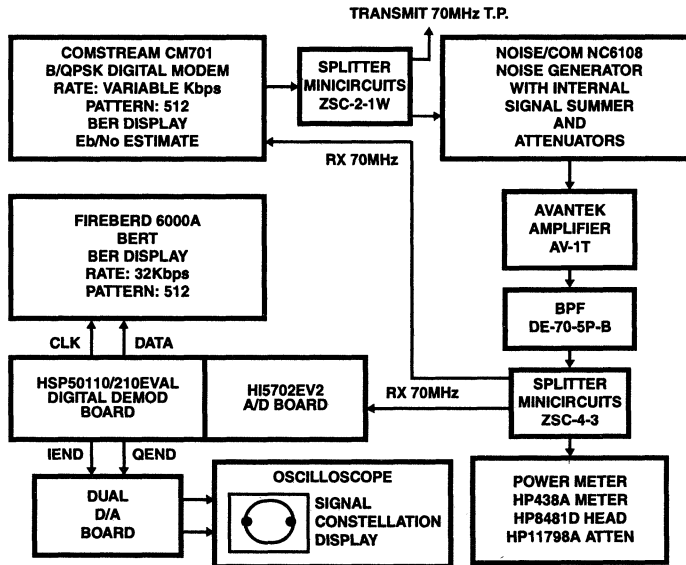 TRANSMIT 70MHz T.P.
COMSTREAM CM701
B/QPSK DIGITAL MODEM
RATE: VARIABLE Kbps
PATTERN: 512
BER DISPLAY
Eb/No ESTIMATE
SPLITTER
MINICIRCUITS
ZSC-2-1W
NOISE/COM NC6108
NOISE GENERATOR
WITH INTERNAL
SIGNAL SUMMER
AND
ATTENUATORS
RX 70MHz
FIREBERD 6000A
BERT
BER DISPLAY
RATE: 32Kbps
PATTERN: 512
AVANTEK
AMPLIFIER
AV-1T
BPF
DE-70-5P-B
CLK
DATA
HSP50110/210EVAL
DIGITAL DEMOD
BOARD
HI5702EV2
A/D BOARD
RX 70MHz
SPLITTER
MINICIRCUITS
ZSC-4-3
IEND
QEND
DUAL
D/A
BOARD
OSCILLOSCOPE
SIGNAL
CONSTELLATION
DISPLAY
POWER METER
HP438A METER
HP8481D HEAD
HP11798A ATTEN